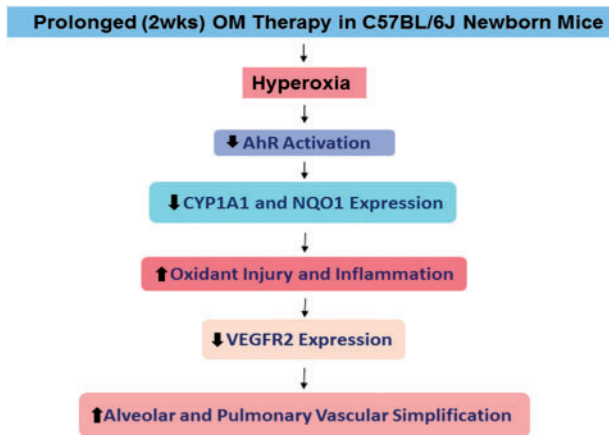 Prolonged (2wks) OM Therapy in C57BL/6J Newborn Mice
Hyperoxia
AhR Activation
CYP1A1 and NQO1 Expression
Oxidant Injury and Inflammation
VEGFR2 Expression
Alveolar and Pulmonary Vascular Simplification